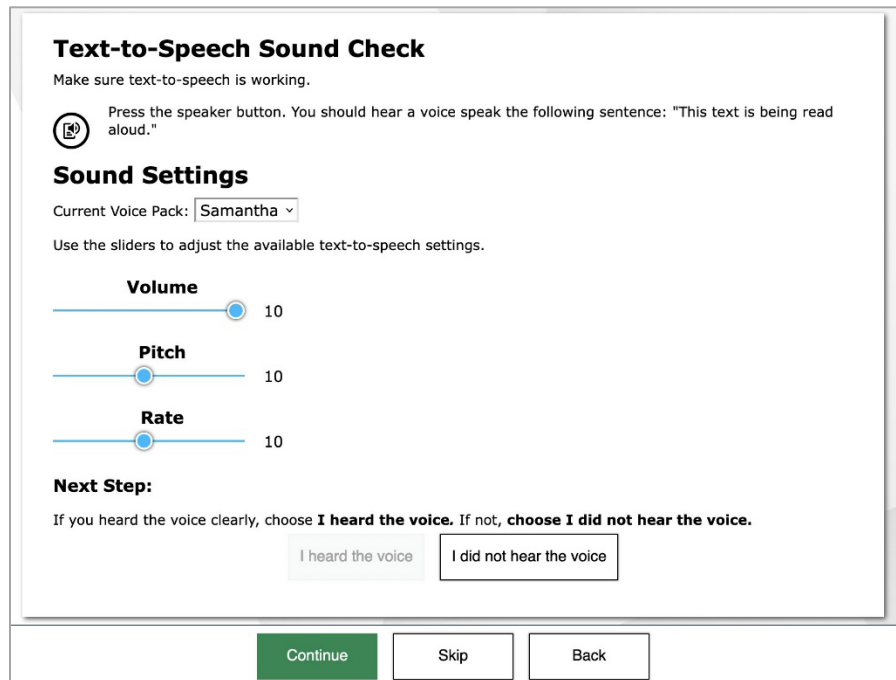 Text-to-Speech Sound Check
Make sure text-to-speech is working.
Press the speaker button. You should hear a voice speak the following sentence: "This text is being read
aloud."
Sound Settings
Current Voice Pack: Samantha
Use the sliders to adjust the available text-to-speech settings.
Volume
10
Pitch
10
Rate
10
Next Step:
If you heard the voice clearly, choose I heard the voice. If not, choose I did not hear the voice.
I heard the voice I did not hear the voice
Continue Skip Back